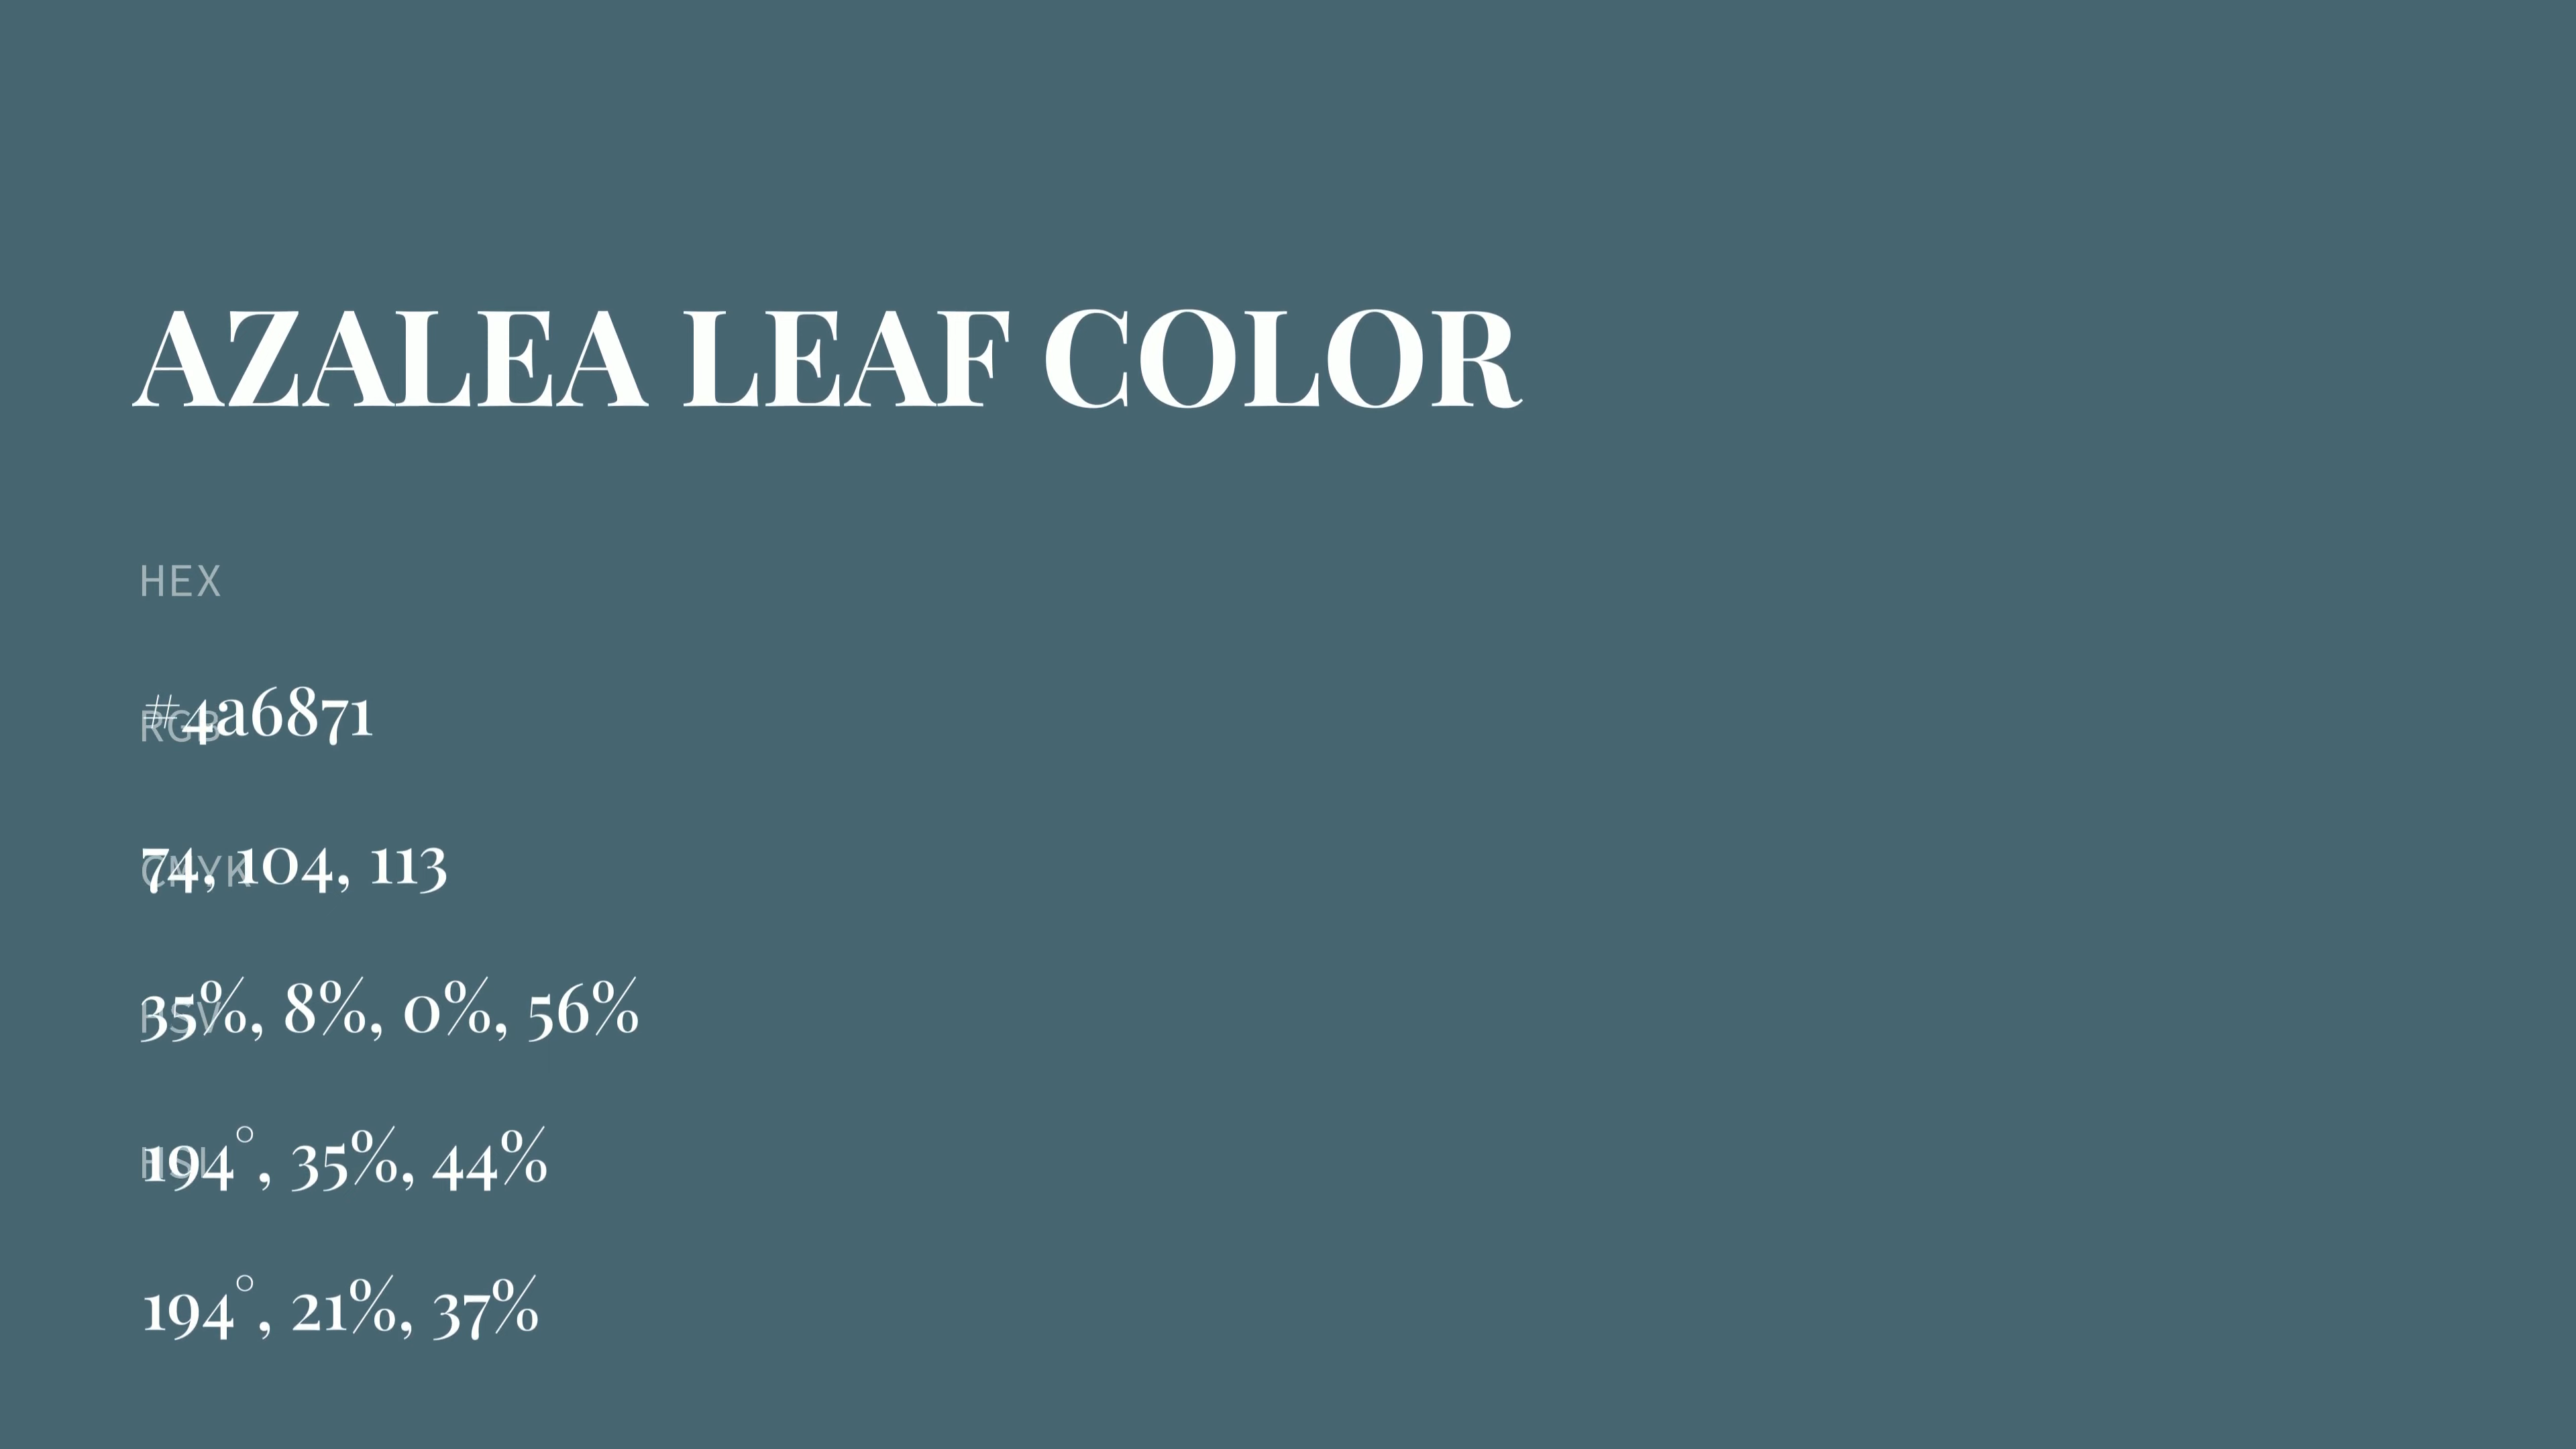 AZALEA LEAF COLOR
HEX
#4a6871
RGB
74, 104, 113
CMYK
35%, 8%, 0%, 56%
HSV
194°, 35%, 44%
HSL
194°, 21%, 37%